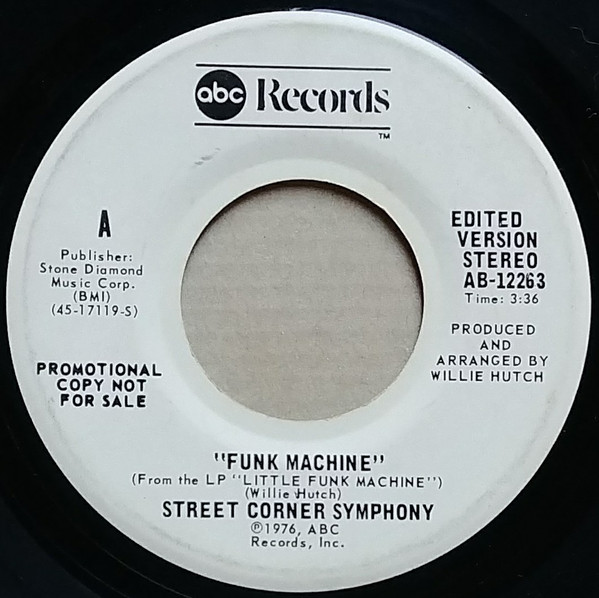 abc Records
TM
A
Publisher:
Stone Diamond
Music Corp.
(BMI)
(45-17119-S)
PROMOTIONAL
COPY NOT
FOR SALE
EDITED
VERSION
STEREO
AB-12263
Time: 3:36
PRODUCED
AND
ARRANGED BY
WILLIE HUTCH
"FUNK MACHINE"
(From the LP "LITTLE FUNK MACHINE")
(Willie Hutch)
STREET CORNER SYMPHONY
℗1976, ABC
Records, Inc.